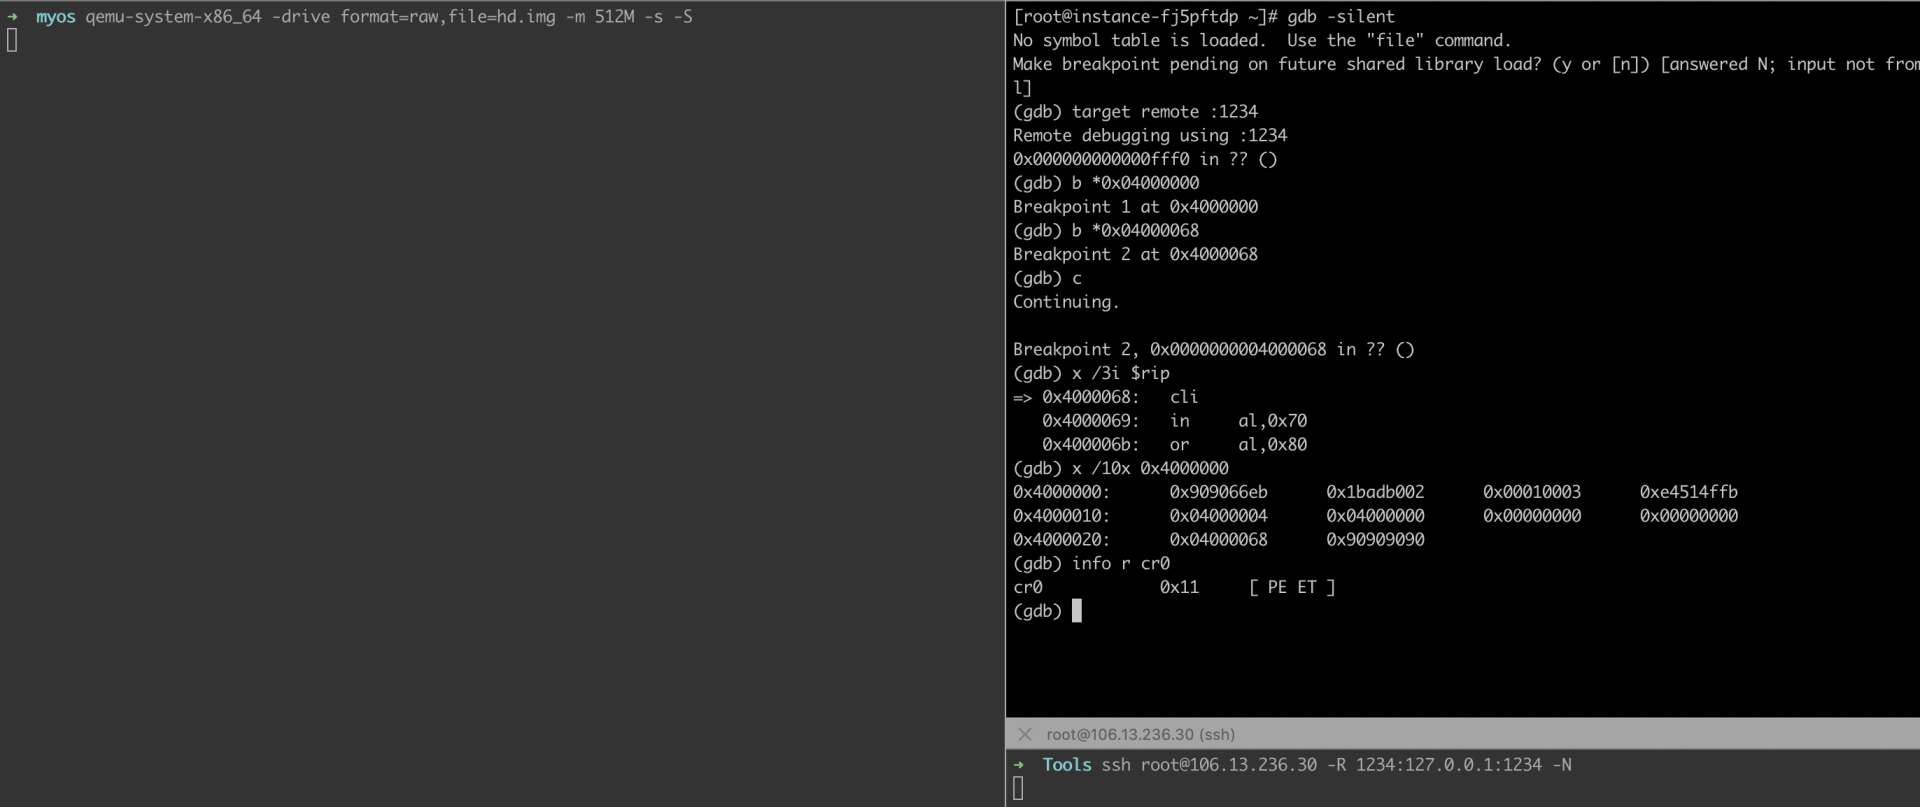 ➜ myos qemu-system-x86_64 -drive format=raw,file=hd.img -m 512M -s -S
[root@instance-fj5pftdp ~]# gdb -silent
No symbol table is loaded.  Use the "file" command.
Make breakpoint pending on future shared library load? (y or [n]) [answered N; input not from
l]
(gdb) target remote :1234
Remote debugging using :1234
0x000000000000fff0 in ?? ()
(gdb) b *0x04000000
Breakpoint 1 at 0x4000000
(gdb) b *0x04000068
Breakpoint 2 at 0x4000068
(gdb) c
Continuing.
Breakpoint 2, 0x0000000004000068 in ?? ()
(gdb) x /3i $rip
=> 0x4000068:   cli
   0x4000069:   in     al,0x70
   0x400006b:   or     al,0x80
(gdb) x /10x 0x4000000
0x4000000:      0x909066eb      0x1badb002      0x00010003      0xe4514ffb
0x4000010:      0x04000004      0x04000000      0x00000000      0x00000000
0x4000020:      0x04000068      0x90909090
(gdb) info r cr0
cr0            0x11     [ PE ET ]
(gdb)
root@106.13.236.30 (ssh)
➜ Tools ssh root@106.13.236.30 -R 1234:127.0.0.1:1234 -N